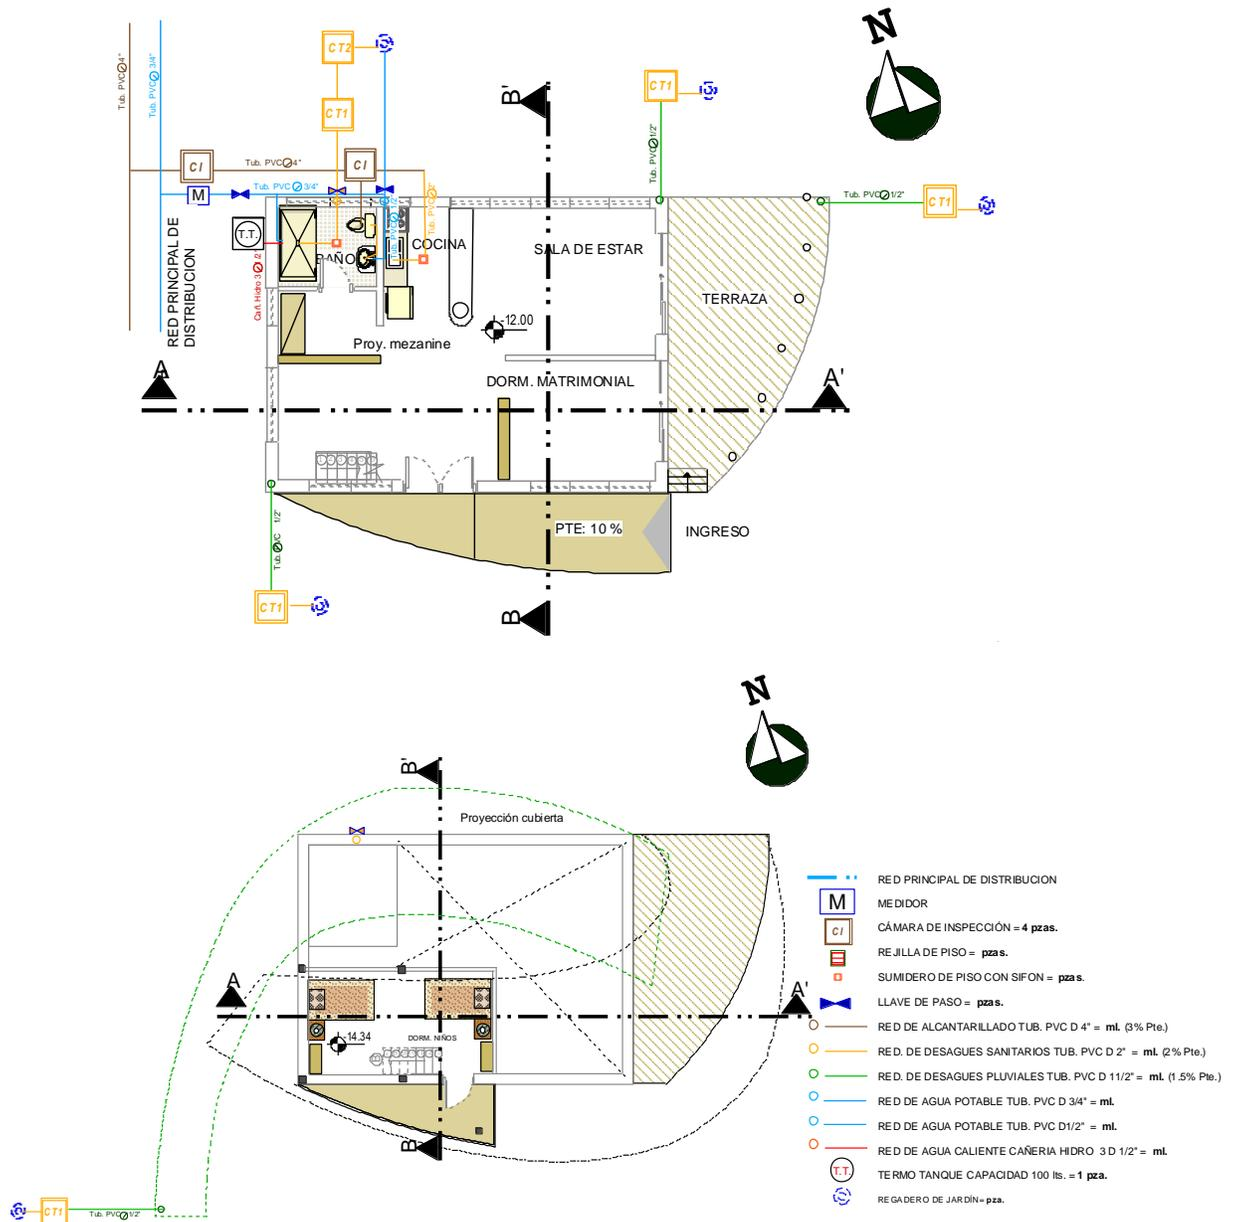 N
CT2
CT1
CT1
B'
Tub. PVC 4"
Tub. PVC 3/4"
Tub. PVC 1/2"
CI
Tub. PVC 4"
CI
M
Tub. PVC 3/4"
Tub. PVC 1/2"
CT1
T.T.
BAÑO
COCINA
SALA DE ESTAR
TERRAZA
RED PRINCIPAL DE
DISTRIBUCION
-12.00
Proy. mezanine
A
DORM. MATRIMONIAL
A'
PTE: 10 %
INGRESO
CT1
B
N
B'
Proyección cubierta
A
A'
-14.34
DORM. NIÑOS
B
CT1
Tub. PVC 1/2"
RED PRINCIPAL DE DISTRIBUCION
M MEDIDOR
CI CÁMARA DE INSPECCIÓN = 4 pzas.
REJILLA DE PISO = pzas.
SUMIDERO DE PISO CON SIFON = pzas.
LLAVE DE PASO = pzas.
RED DE ALCANTARILLADO TUB. PVC D 4" = ml. (3% Pte.)
RED. DE DESAGUES SANITARIOS TUB. PVC D 2" = ml. (2% Pte.)
RED. DE DESAGUES PLUVIALES TUB. PVC D 11/2" = ml. (1.5% Pte.)
RED DE AGUA POTABLE TUB. PVC D 3/4" = ml.
RED DE AGUA POTABLE TUB. PVC D1/2" = ml.
RED DE AGUA CALIENTE CAÑERIA HIDRO 3 D 1/2" = ml.
T.T. TERMO TANQUE CAPACIDAD 100 lts. = 1 pza.
REGADERO DE JARDÍN= pza.